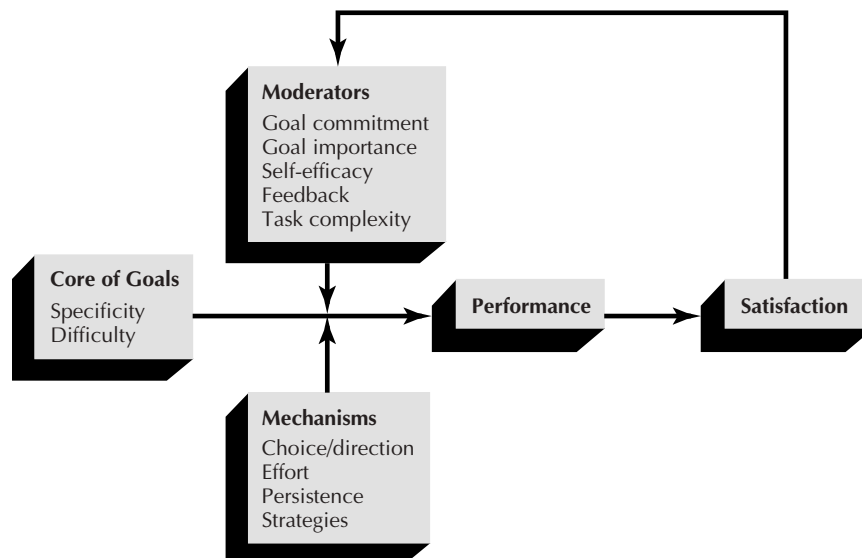 Moderators
Goal commitment
Goal importance
Self-efficacy
Feedback
Task complexity
Core of Goals
Specificity
Difficulty
Performance
Satisfaction
Mechanisms
Choice/direction
Effort
Persistence
Strategies